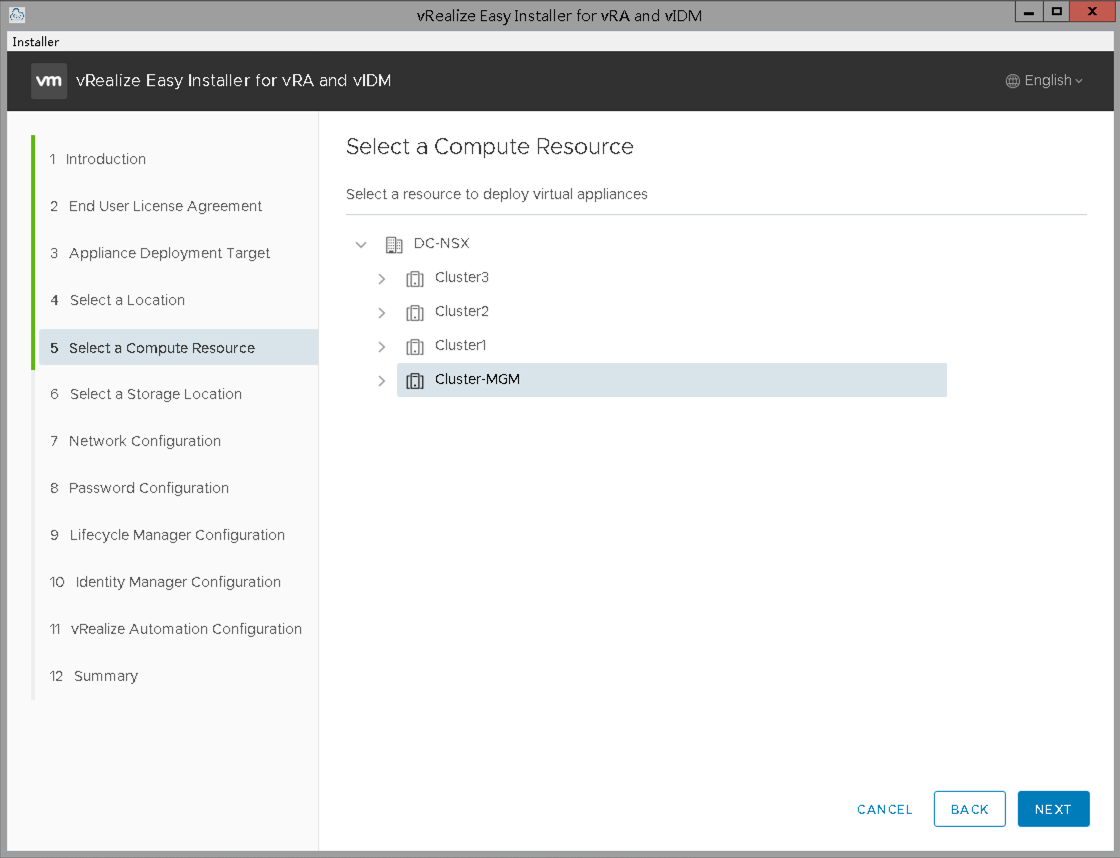 vRealize Easy Installer for vRA and vIDM
Installer
vm vRealize Easy Installer for vRA and vIDM
English
1 Introduction
2 End User License Agreement
3 Appliance Deployment Target
4 Select a Location
5 Select a Compute Resource
6 Select a Storage Location
7 Network Configuration
8 Password Configuration
9 Lifecycle Manager Configuration
10 Identity Manager Configuration
11 vRealize Automation Configuration
12 Summary
Select a Compute Resource
Select a resource to deploy virtual appliances
DC-NSX
Cluster3
Cluster2
Cluster1
Cluster-MGM
CANCEL
BACK
NEXT